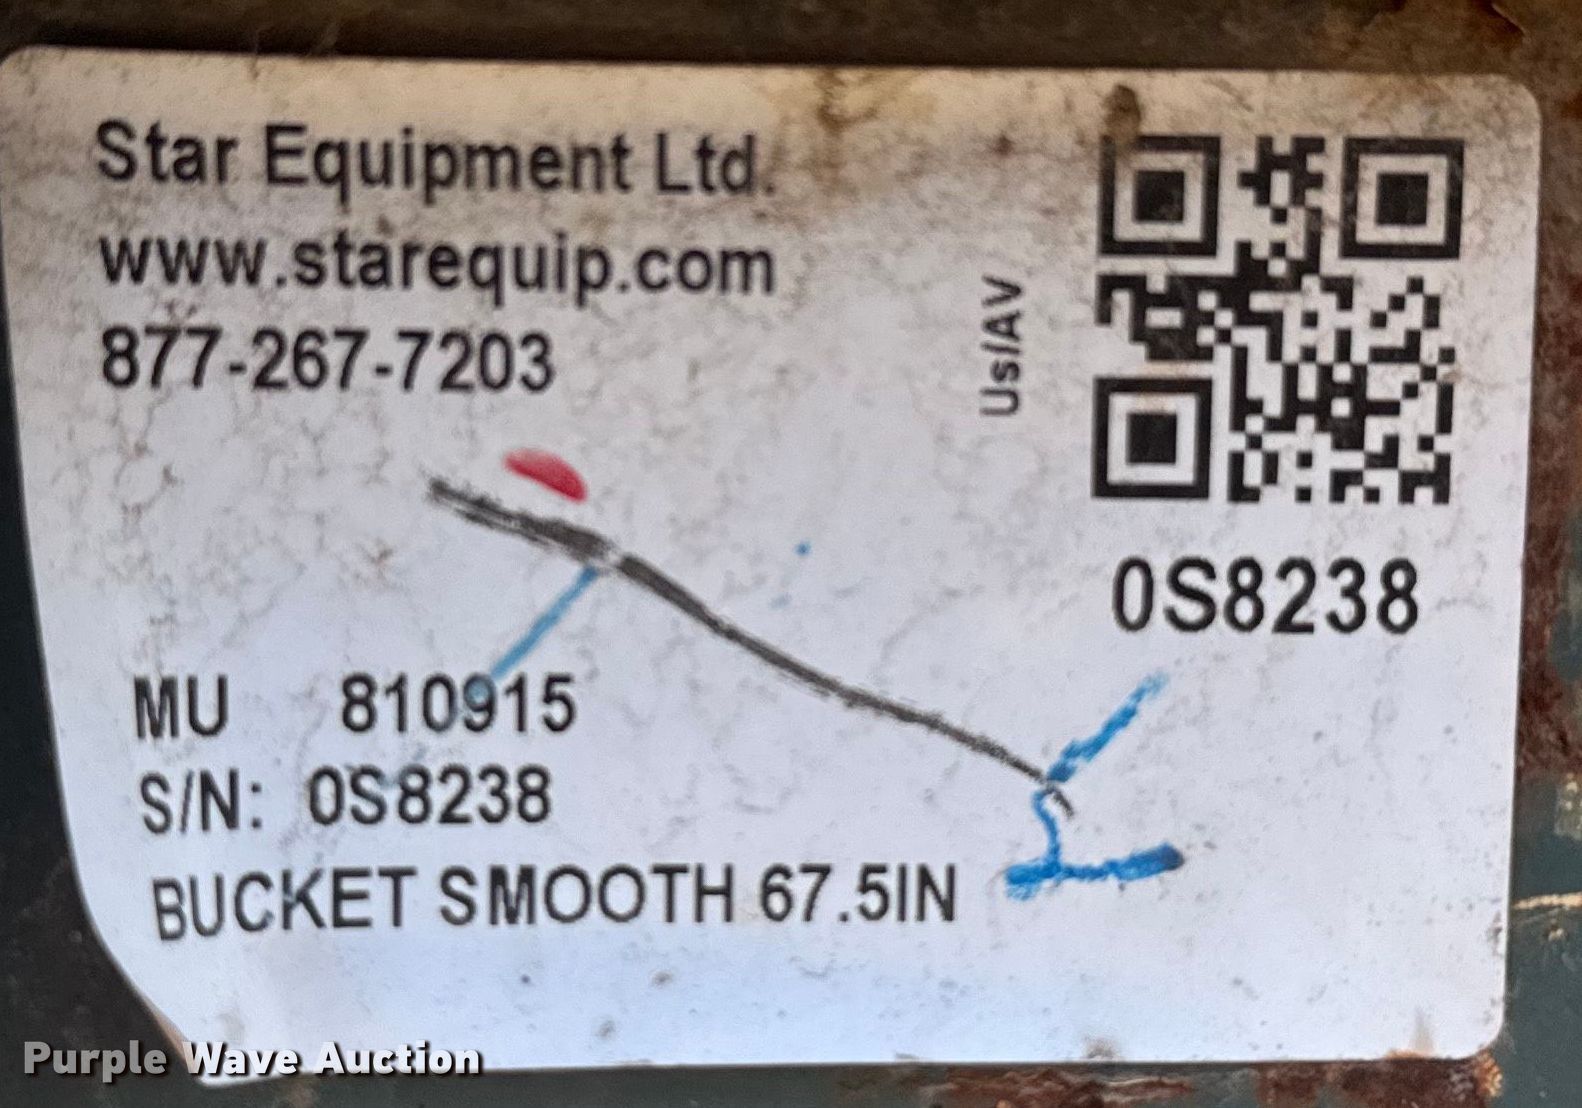 Star Equipment Ltd.
www.starequip.com
877-267-7203
Us/AV
0S8238
MU 810915
S/N: 0S8238
BUCKET SMOOTH 67.5IN
Purple Wave Auction